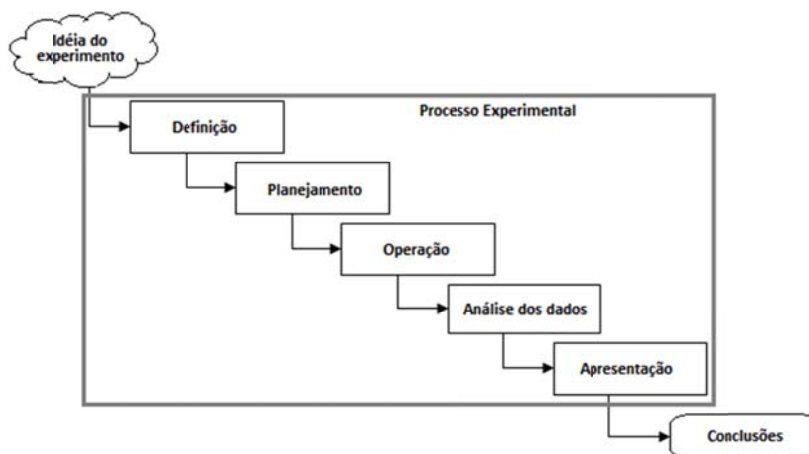 Idéia do
experimento
Processo Experimental
Definição
Planejamento
Operação
Análise dos dados
Apresentação
Conclusões